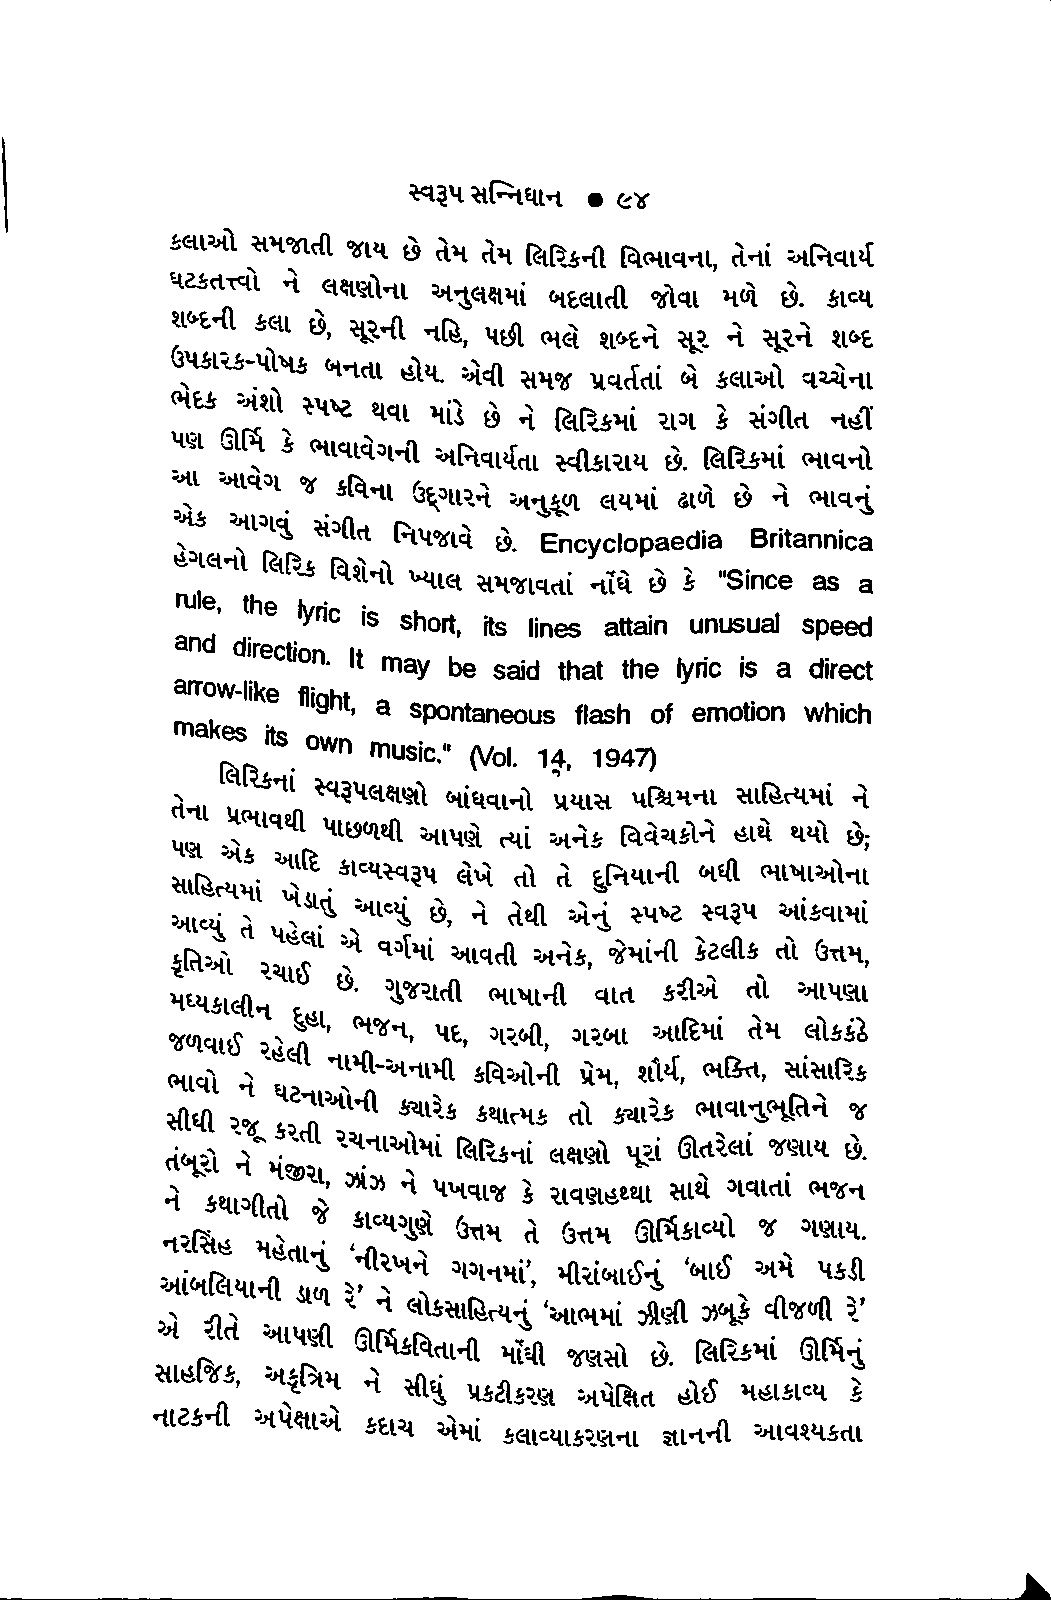 સ્વરૂપ સન્નિધાન ● ૯૪
કલાઓ સમજાતી જાય છે તેમ તેમ લિરિકની વિભાવના, તેનાં અનિવાર્ય
ઘટકતત્ત્વો ને લક્ષણોના અનુલક્ષમાં બદલાતી જોવા મળે છે. કાવ્ય
શબ્દની કલા છે, સૂરની નહિ, પછી ભલે શબ્દને સૂર ને સૂરને શબ્દ
ઉપકારક-પોષક બનતા હોય. એવી સમજ પ્રવર્તતાં બે કલાઓ વચ્ચેના
ભેદક અંશો સ્પષ્ટ થવા માંડે છે ને લિરિકમાં રાગ કે સંગીત નહીં
પણ ઊર્મિ કે ભાવાવેગની અનિવાર્યતા સ્વીકારાય છે. લિરિકમાં ભાવનો
આ આવેગ જ કવિના ઉદ્ગારને અનુકૂળ લયમાં ઢાળે છે ને ભાવનું
એક આગવું સંગીત નિપજાવે છે. Encyclopaedia Britannica
હેગલનો લિરિક વિશેનો ખ્યાલ સમજાવતાં નોંધે છે કે "Since as a
rule, the lyric is short, its lines attain unusual speed
and direction. It may be said that the lyric is a direct
arrow-like flight, a spontaneous flash of emotion which
makes its own music." (Vol. 14, 1947)
લિરિકનાં સ્વરૂપલક્ષણો બાંધવાનો પ્રયાસ પશ્ચિમના સાહિત્યમાં ને
તેના પ્રભાવથી પાછળથી આપણે ત્યાં અનેક વિવેચકોને હાથે થયો છે;
પણ એક આદિ કાવ્યસ્વરૂપ લેખે તો તે દુનિયાની બધી ભાષાઓના
સાહિત્યમાં ખેડાતું આવ્યું છે, ને તેથી એનું સ્પષ્ટ સ્વરૂપ આંકવામાં
આવ્યું તે પહેલાં એ વર્ગમાં આવતી અનેક, જેમાંની કેટલીક તો ઉત્તમ,
કૃતિઓ રચાઈ છે. ગુજરાતી ભાષાની વાત કરીએ તો આપણા
મધ્યકાલીન દુહા, ભજન, પદ, ગરબી, ગરબા આદિમાં તેમ લોકકંઠે
જળવાઈ રહેલી નામી-અનામી કવિઓની પ્રેમ, શૌર્ય, ભક્તિ, સાંસારિક
ભાવો ને ઘટનાઓની ક્યારેક કથાત્મક તો ક્યારેક ભાવાનુભૂતિને જ
સીધી રજૂ કરતી રચનાઓમાં લિરિકનાં લક્ષણો પૂરાં ઊતરેલાં જણાય છે.
તંબૂરો ને મંજીરા, ઝાંઝ ને પખવાજ કે રાવણહથ્થા સાથે ગવાતાં ભજન
ને કથાગીતો જે કાવ્યગુણે ઉત્તમ તે ઉત્તમ ઊર્મિકાવ્યો જ ગણાય.
નરસિંહ મહેતાનું ‘નીરખને ગગનમાં’, મીરાંબાઈનું ‘બાઈ અમે પકડી
આંબલિયાની ડાળ રે’ ને લોકસાહિત્યનું ‘આભમાં ઝીણી ઝબૂકે વીજળી રે’
એ રીતે આપણી ઊર્મિકવિતાની મોંઘી જણસો છે. લિરિકમાં ઊર્મિનું
સાહજિક, અકૃત્રિમ ને સીધું પ્રકટીકરણ અપેક્ષિત હોઈ મહાકાવ્ય કે
નાટકની અપેક્ષાએ કદાચ એમાં કલાવ્યાકરણના જ્ઞાનની આવશ્યકતા